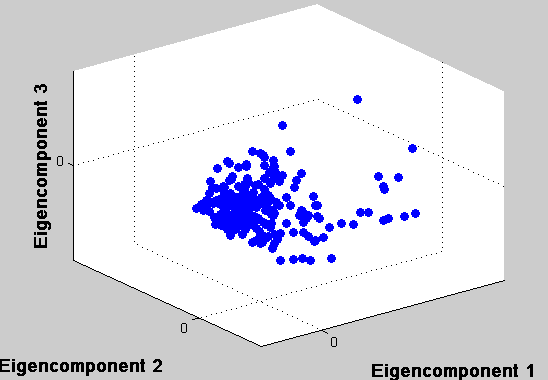 Eigencomponent 3
0
0
0
Eigencomponent 2
Eigencomponent 1